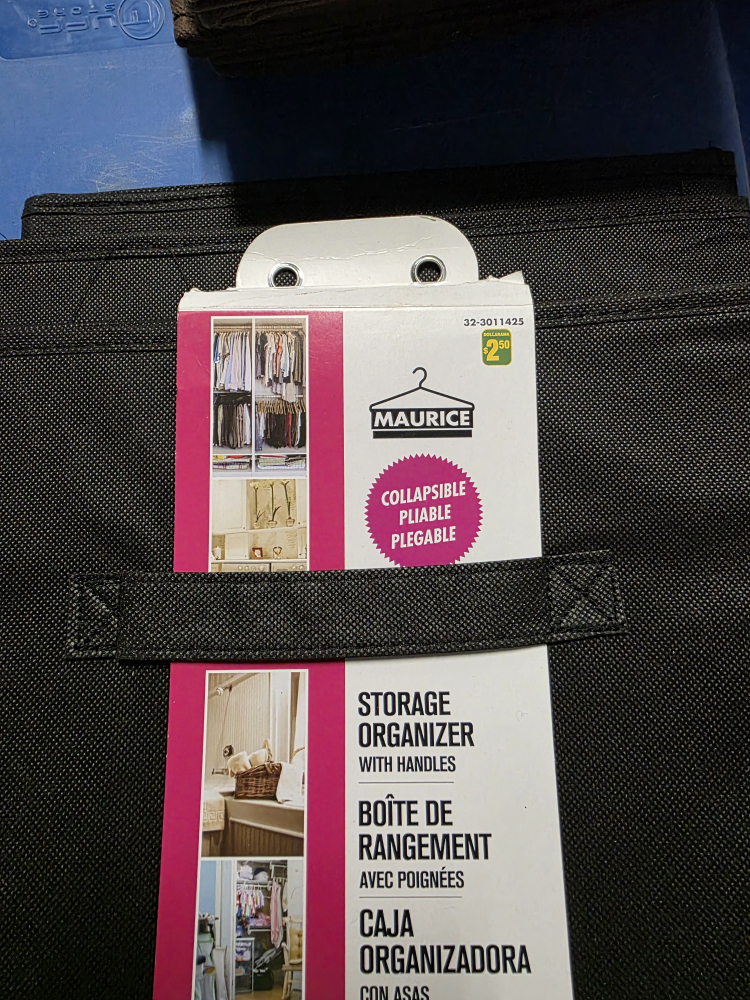 32-3011425
DOLLARAMA
$2.50
MAURICE
COLLAPSIBLE
PLIABLE
PLEGABLE
STORAGE
ORGANIZER
WITH HANDLES
BOÎTE DE
RANGEMENT
AVEC POIGNÉES
CAJA
ORGANIZADORA
CON ASAS